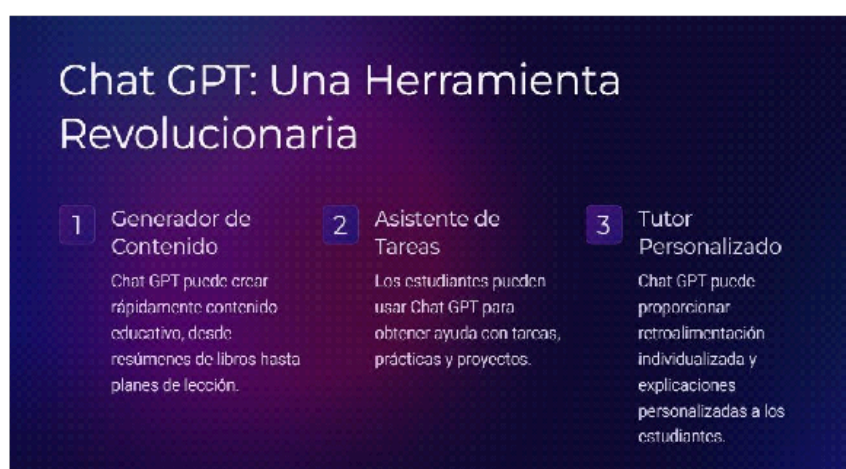 Chat GPT: Una Herramienta
Revolucionaria
1
Generador de
Contenido
Chat GPT puede crear
rápidamente contenido
educativo, desde
resúmenes de libros hasta
planes de lección.
2
Asistente de
Tareas
Los estudiantes pueden
usar Chat GPT para
obtener ayuda con tareas,
prácticas y proyectos.
3
Tutor
Personalizado
Chat GPT puede
proporcionar
retroalimentación
individualizada y
explicaciones
personalizadas a los
estudiantes.